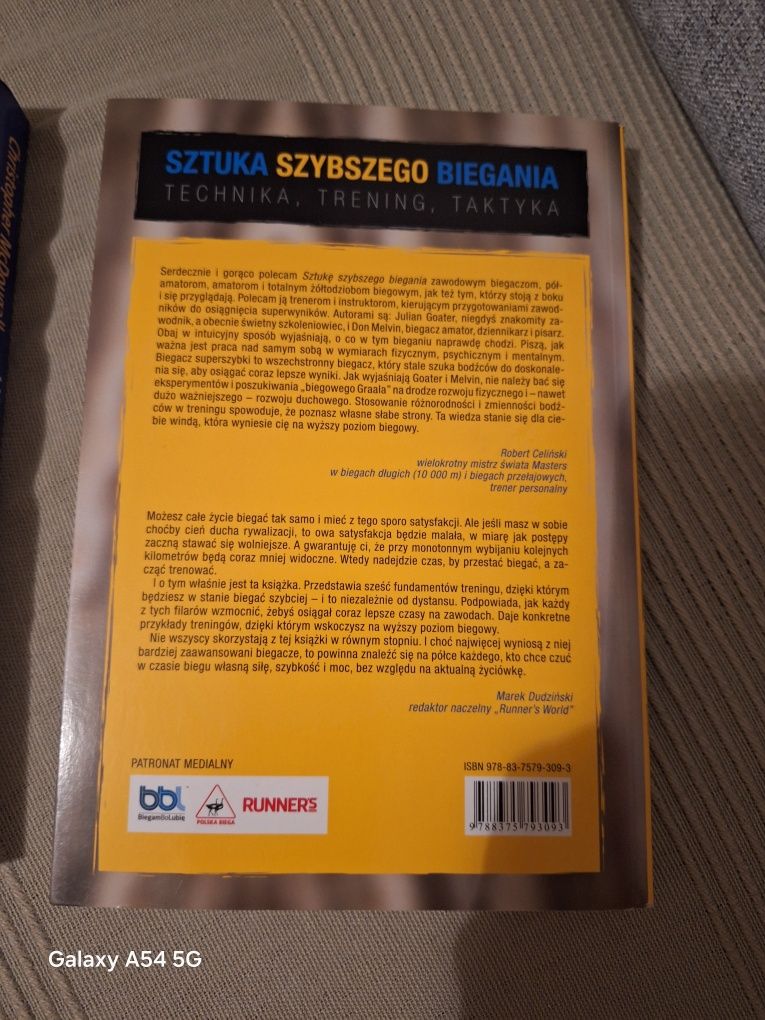 Christopher McDougall
SZTUKA SZYBSZEGO BIEGANIA
TECHNIKA, TRENING, TAKTYKA
Serdecznie i gorąco polecam Sztukę szybszego biegania zawodowym biegaczom, pół-
amatorom, amatorom i totalnym żółtodziobom biegowym, jak też tym, którzy stoją z boku
i się przyglądają. Polecam ją trenerom i instruktorom, kierującym przygotowaniami zawod-
ników do osiągnięcia superwyników. Autorami są: Julian Goater, niegdyś znakomity za-
wodnik, a obecnie świetny szkoleniowiec, i Don Melvin, biegacz amator, dziennikarz i pisarz.
Obaj w intuicyjny sposób wyjaśniają, o co w tym bieganiu naprawdę chodzi. Piszą, jak
ważna jest praca nad samym sobą w wymiarach fizycznym, psychicznym i mentalnym.
Biegacz superszybki to wszechstronny biegacz, który stale szuka bodźców do doskonale-
nia się, aby osiągać coraz lepsze wyniki. Jak wyjaśniają Goater i Melvin, nie należy bać się
eksperymentów i poszukiwania „biegowego Graala” na drodze rozwoju fizycznego i – nawet
dużo ważniejszego – rozwoju duchowego. Stosowanie różnorodności i zmienności bodź-
ców w treningu spowoduje, że poznasz własne słabe strony. Ta wiedza stanie się dla cie-
bie windą, która wyniesie cię na wyższy poziom biegowy.
Robert Celiński
wielokrotny mistrz świata Masters
w biegach długich (10 000 m) i biegach przełajowych,
trener personalny
Możesz całe życie biegać tak samo i mieć z tego sporo satysfakcji. Ale jeśli masz w sobie
choćby cień ducha rywalizacji, to owa satysfakcja będzie malała, w miarę jak postępy
zaczną stawać się wolniejsze. A gwarantuję ci, że przy monotonnym wybijaniu kolejnych
kilometrów będą coraz mniej widoczne. Wtedy nadejdzie czas, by przestać biegać, a za-
cząć trenować.
I o tym właśnie jest ta książka. Przedstawia sześć fundamentów treningu, dzięki którym
będziesz w stanie biegać szybciej – i to niezależnie od dystansu. Podpowiada, jak każdy
z tych filarów wzmocnić, żebyś osiągał coraz lepsze czasy na zawodach. Daje konkretne
przykłady treningów, dzięki którym wskoczysz na wyższy poziom biegowy.
Nie wszyscy skorzystają z tej książki w równym stopniu. I choć najwięcej wyniosą z niej
bardziej zaawansowani biegacze, to powinna znaleźć się na półce każdego, kto chce czuć
w czasie biegu własną siłę, szybkość i moc, bez względu na aktualną życiówkę.
Marek Dudziński
redaktor naczelny „Runner's World”
PATRONAT MEDIALNY
ISBN 978-83-7579-309-3
bbl
BiegamBoLubię
POLSKA BIEGA
RUNNER'S
9 788375 793093
Galaxy A54 5G